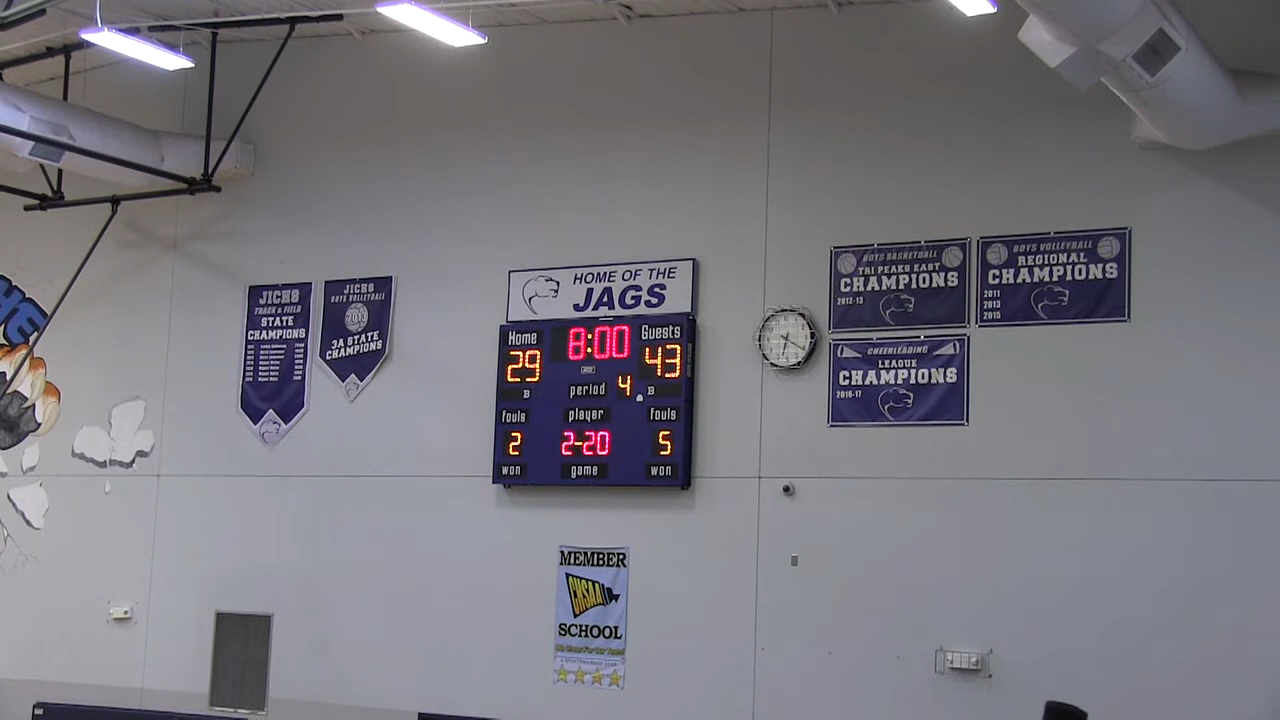 THE
JICHS
TRACK & FIELD
STATE
CHAMPIONS
JICHS
BOYS VOLLEYBALL
2013
3A STATE
CHAMPIONS
HOME OF THE
JAGS
Home
8:00
Guests
29
43
B
period
4
B
fouls
player
fouls
2
2-20
5
won
game
won
BOYS BASKETBALL
TRI PEAKS EAST
CHAMPIONS
2012-13
BOYS VOLLEYBALL
REGIONAL
CHAMPIONS
2011
2013
2015
CHEERLEADING
LEAGUE
CHAMPIONS
2016-17
MEMBER
CHSAA
SCHOOL